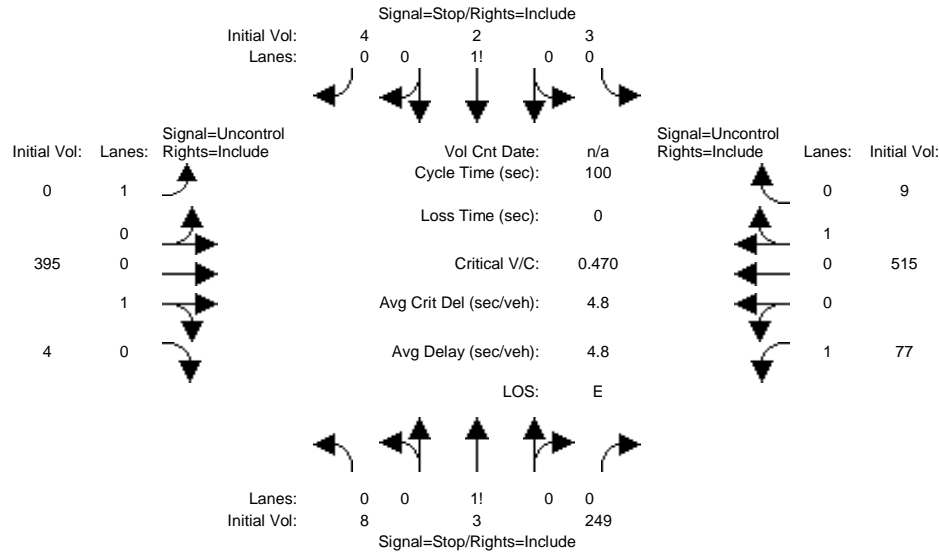 Signal=Stop/Rights=Include
Initial Vol: 4 2 3
Lanes: 0 0 1! 0 0
Signal=Uncontrol Signal=Uncontrol
Initial Vol: Lanes: Rights=Include Vol Cnt Date: n/a Rights=Include Lanes: Initial Vol:
Cycle Time (sec): 100
0 1 0 9
Loss Time (sec): 0
0 1
395 0 Critical V/C: 0.470 0 515
1 Avg Crit Del (sec/veh): 4.8 0
4 0 Avg Delay (sec/veh): 4.8 1 77
LOS: E
Lanes: 0 0 1! 0 0
Initial Vol: 8 3 249
Signal=Stop/Rights=Include